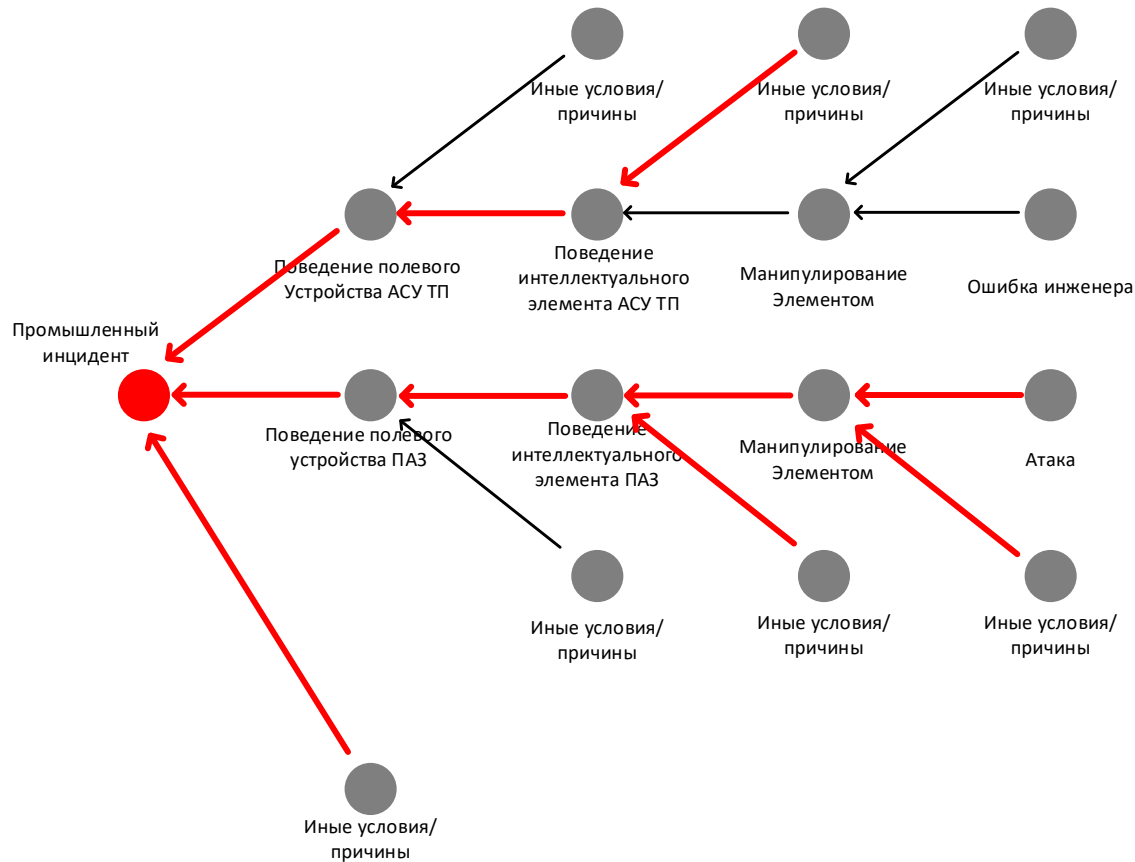 Иные условия/
причины
Иные условия/
причины
Иные условия/
причины
Поведение полевого
Устройства АСУ ТП
Поведение
интеллектуального
элемента АСУ ТП
Манипулирование
Элементом
Ошибка инженера
Промышленный
инцидент
Поведение полевого
устройства ПАЗ
Поведение
интеллектуального
элемента ПАЗ
Манипулирование
Элементом
Атака
Иные условия/
причины
Иные условия/
причины
Иные условия/
причины
Иные условия/
причины